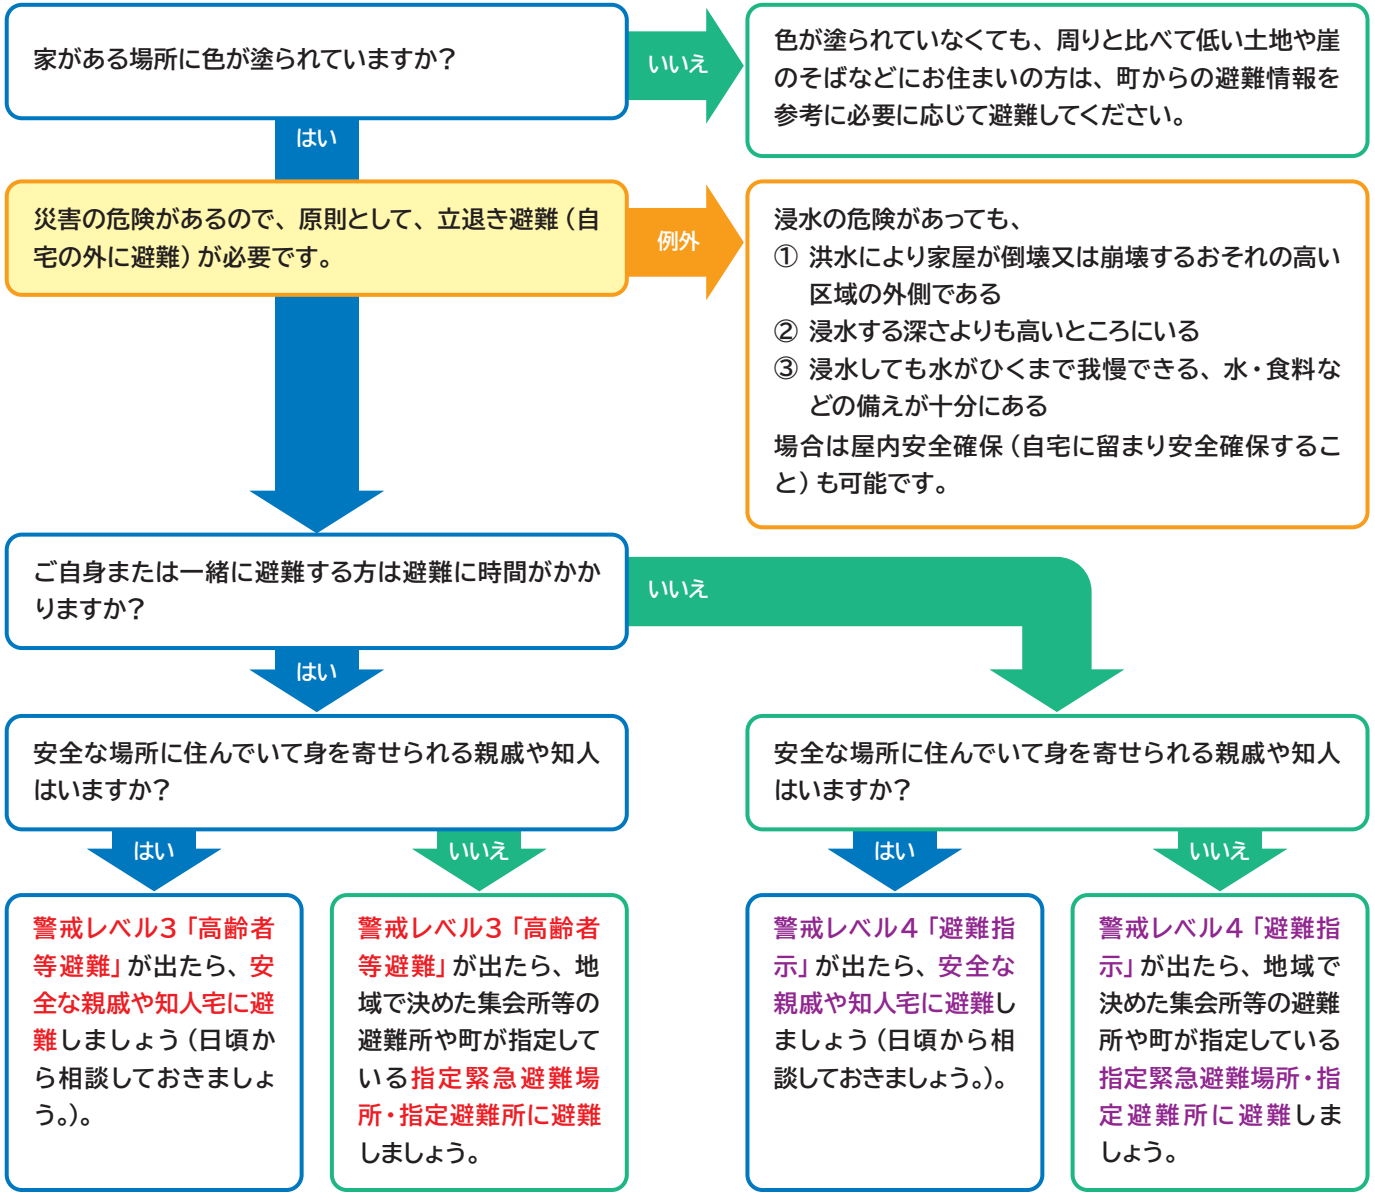 家がある場所に色が塗られていますか？
いいえ
色が塗られていなくても、周りと比べて低い土地や崖
のそばなどにお住まいの方は、町からの避難情報を
参考に必要に応じて避難してください。
はい
災害の危険があるので、原則として、立退き避難（自
宅の外に避難）が必要です。
例外
浸水の危険があっても、
① 洪水により家屋が倒壊又は崩壊するおそれの高い
区域の外側である
② 浸水する深さよりも高いところにいる
③ 浸水しても水がひくまで我慢できる、水・食料な
どの備えが十分にある
場合は屋内安全確保（自宅に留まり安全確保するこ
と）も可能です。
ご自身または一緒に避難する方は避難に時間がかか
りますか？
いいえ
はい
安全な場所に住んでいて身を寄せられる親戚や知人
はいますか？
安全な場所に住んでいて身を寄せられる親戚や知人
はいますか？
はい
いいえ
はい
いいえ
警戒レベル３「高齢者
等避難」が出たら、安
全な親戚や知人宅に避
難しましょう（日頃か
ら相談しておきましょ
う。）。
警戒レベル３「高齢者
等避難」が出たら、地
域で決めた集会所等の
避難所や町が指定して
いる指定緊急避難場
所・指定避難所に避難
しましょう。
警戒レベル４「避難指
示」が出たら、安全な
親戚や知人宅に避難し
ましょう（日頃から相
談しておきましょう。）。
警戒レベル４「避難指
示」が出たら、地域で
決めた集会所等の避難
所や町が指定している
指定緊急避難場所・指
定避難所に避難しま
しょう。